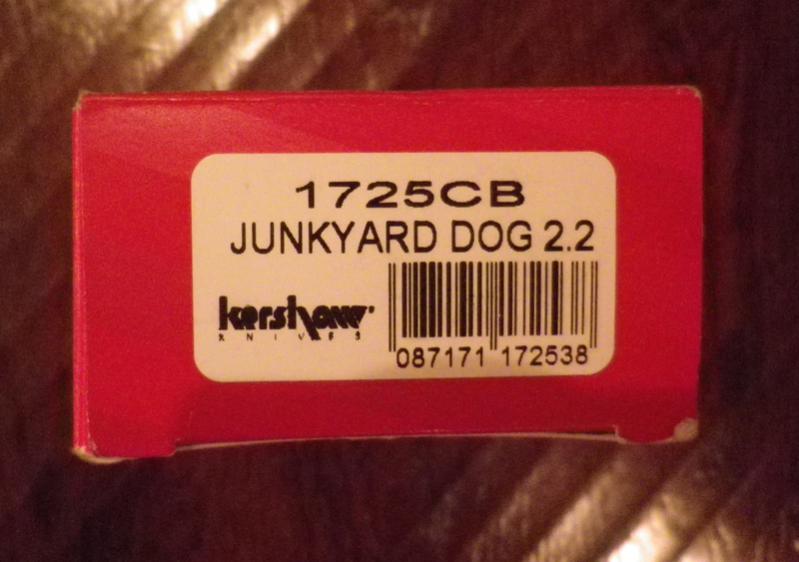 1725CB
JUNKYARD DOG 2.2
kershaw
KNIVES
087171 172538